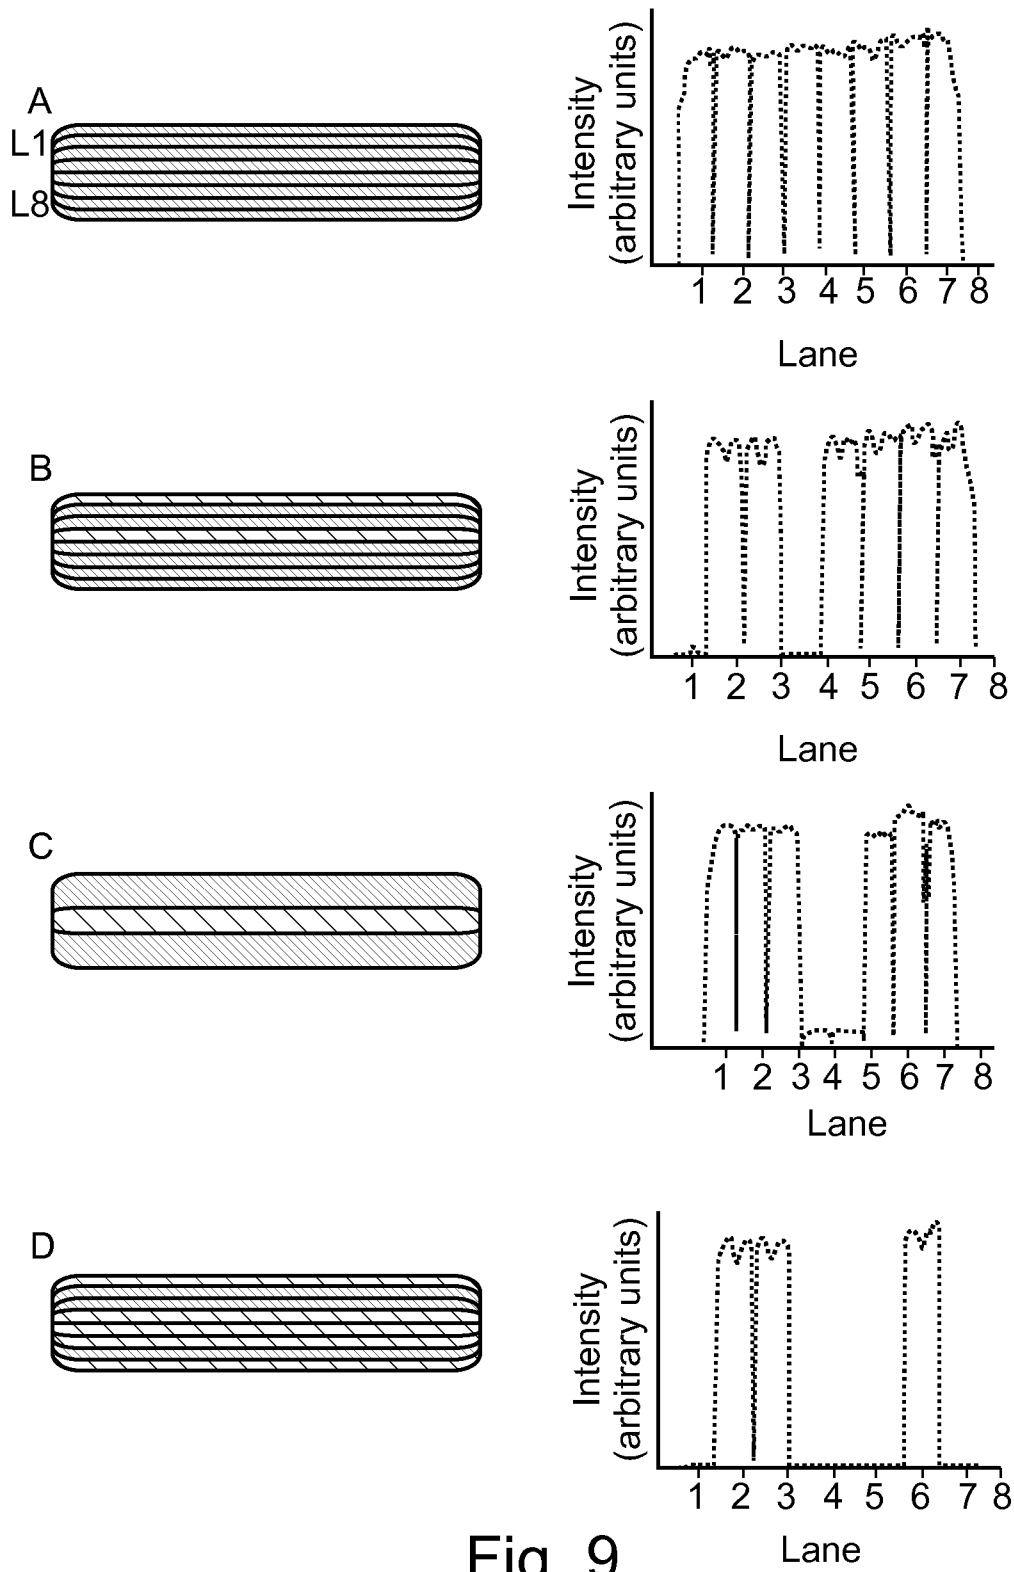 A
L1
L8
Intensity
(arbitrary units)
1 2 3 4 5 6 7 8
Lane
B
Intensity
(arbitrary units)
1 2 3 4 5 6 7 8
Lane
C
Intensity
(arbitrary units)
1 2 3 4 5 6 7 8
Lane
D
Intensity
(arbitrary units)
1 2 3 4 5 6 7 8
Lane
Fig. 9